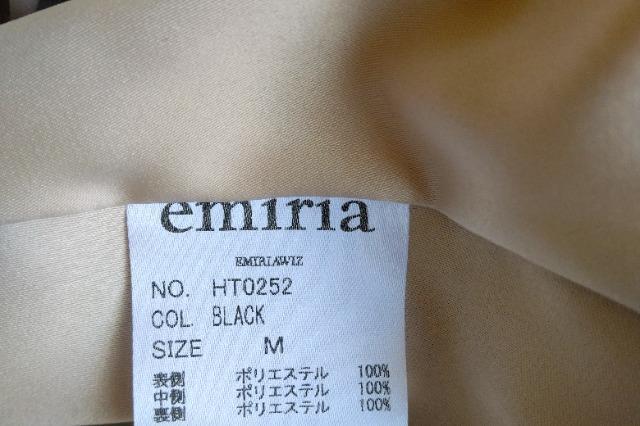 emiria
EMIRIAWIZ
NO. HT0252
COL. BLACK
SIZE M
表側 ポリエステル 100%
中側 ポリエステル 100%
裏側 ポリエステル 100%